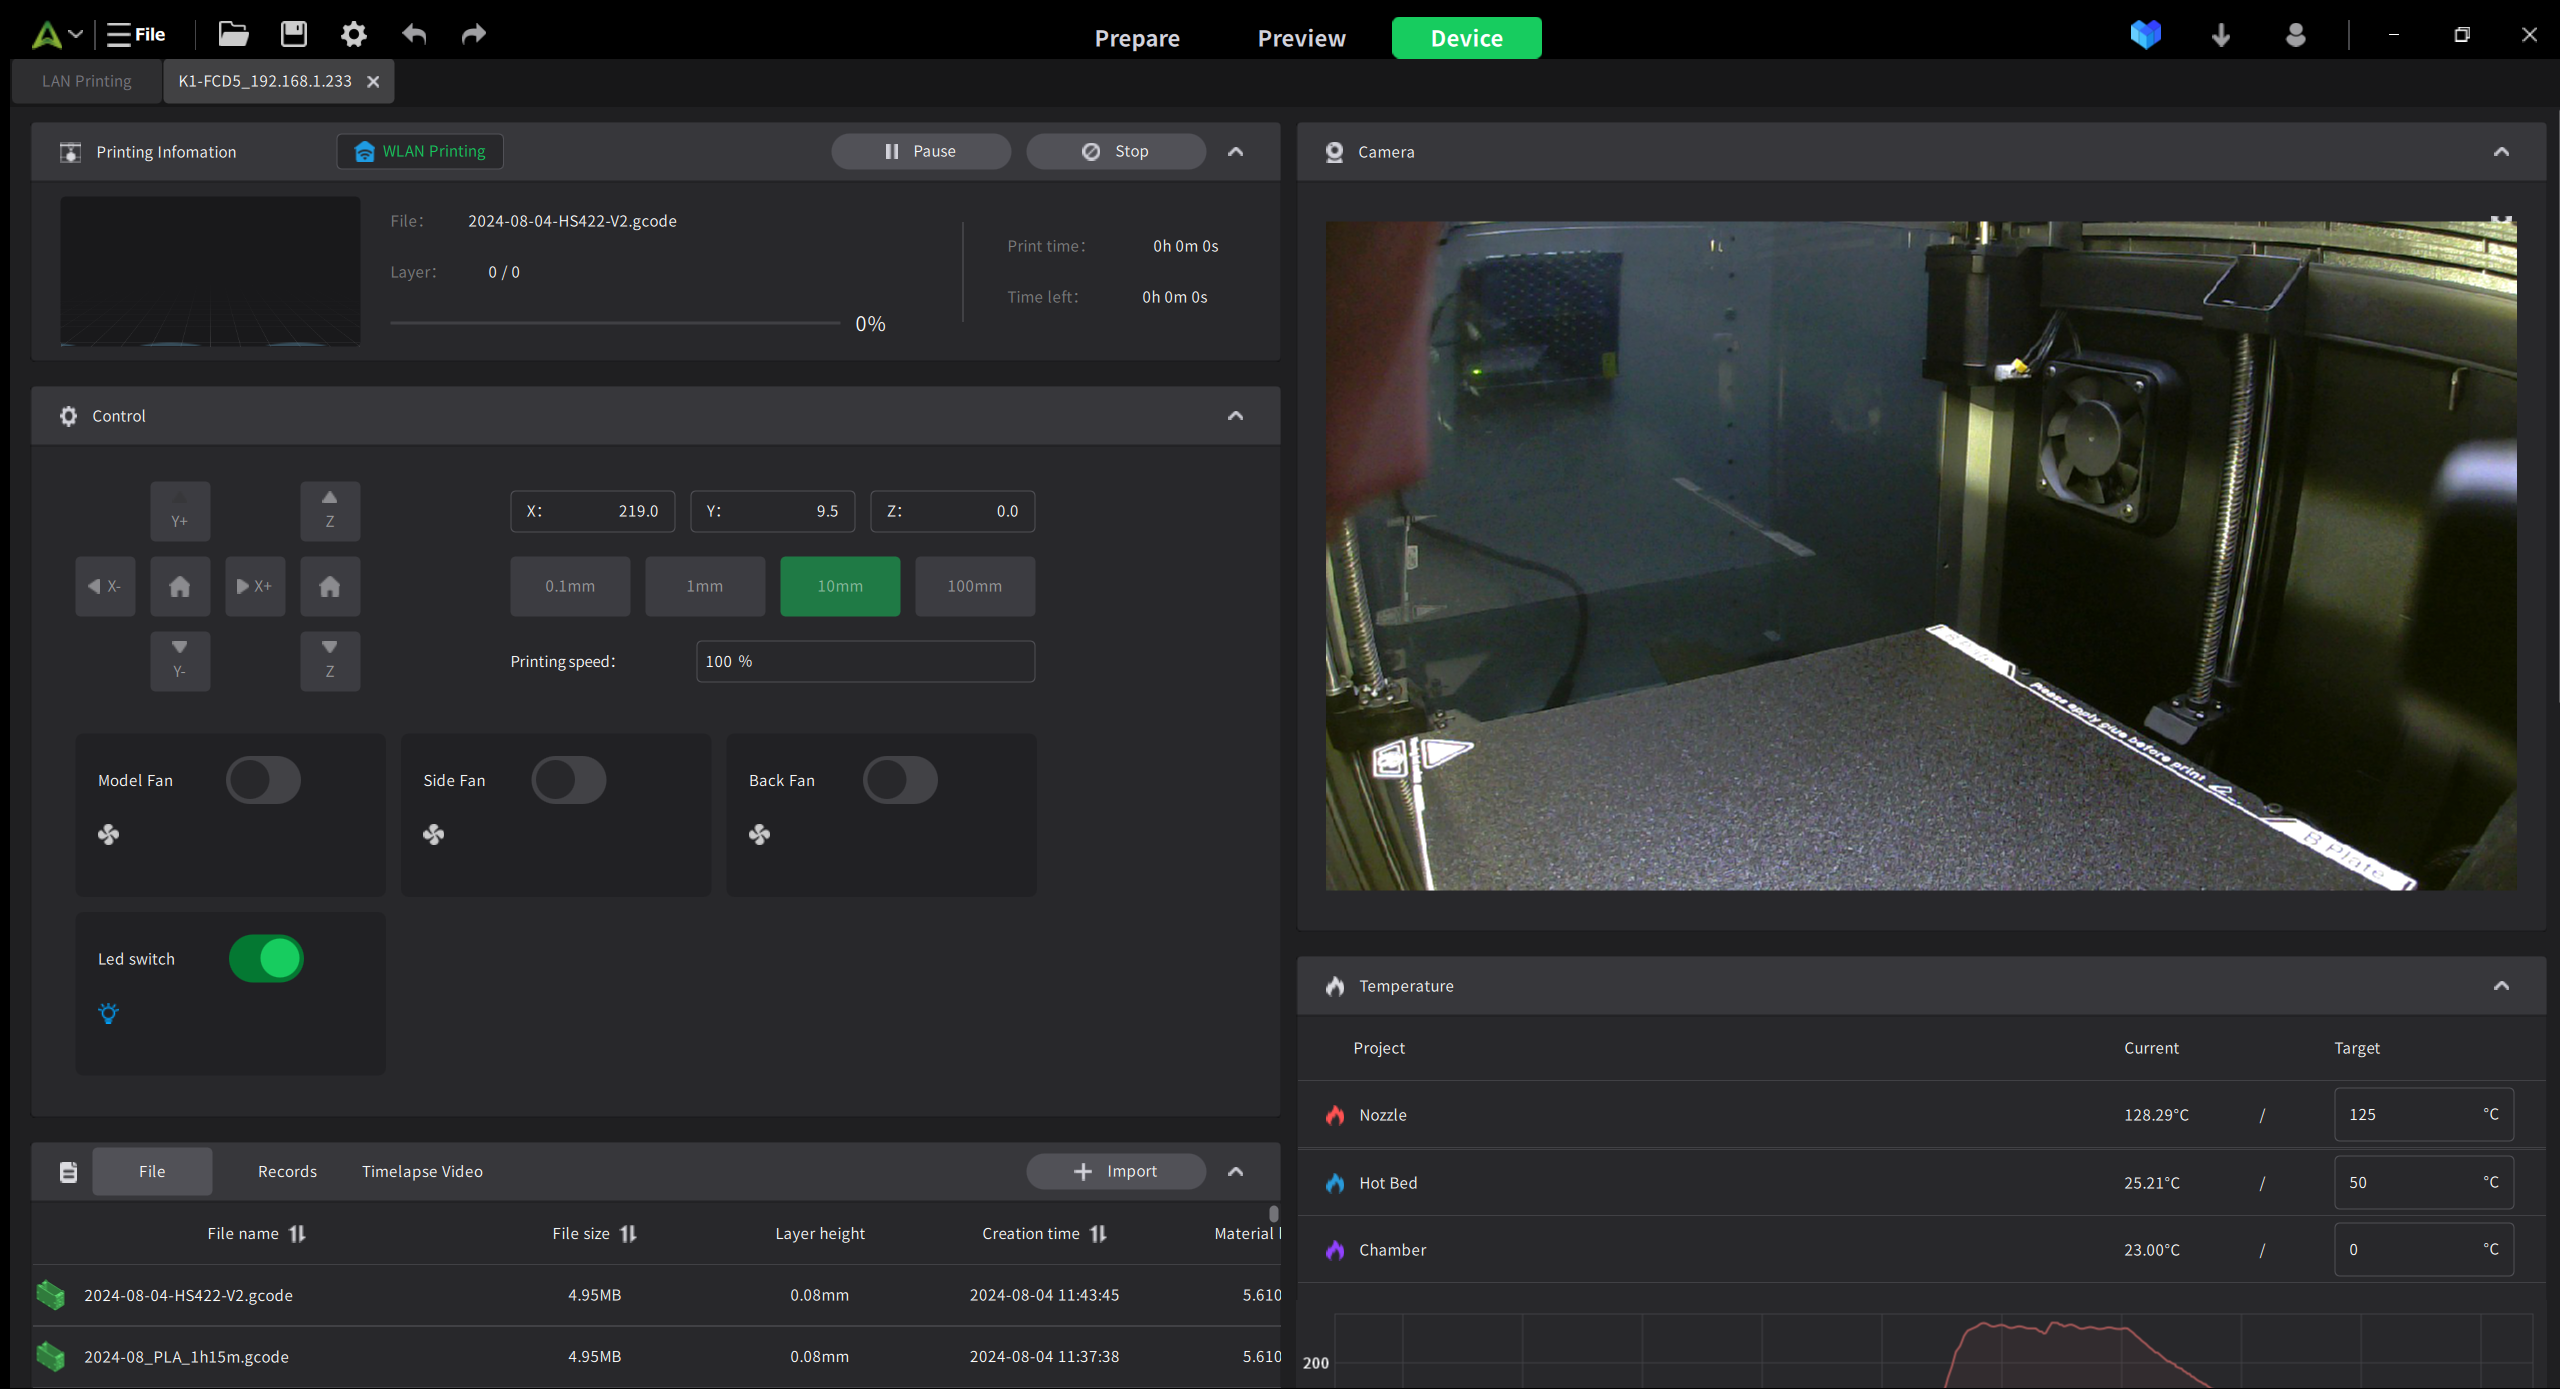 File
Prepare
Preview
Device
LAN Printing
K1-FCD5_192.168.1.233
Printing Infomation
WLAN Printing
Pause
Stop
File:
2024-08-04-HS422-V2.gcode
Layer:
0 / 0
0%
Print time:
0h 0m 0s
Time left:
0h 0m 0s
Control
Y+
Z
X-
X+
Y-
Z
X:
219.0
Y:
9.5
Z:
0.0
0.1mm
1mm
10mm
100mm
Printing speed:
100 %
Model Fan
Side Fan
Back Fan
Led switch
File
Records
Timelapse Video
Import
File name
File size
Layer height
Creation time
Material
2024-08-04-HS422-V2.gcode
4.95MB
0.08mm
2024-08-04 11:43:45
5.610
2024-08_PLA_1h15m.gcode
4.95MB
0.08mm
2024-08-04 11:37:38
5.610
Camera
please apply glue before print
B Plate
Temperature
Project
Current
Target
Nozzle
128.29°C
/
125
°C
Hot Bed
25.21°C
/
50
°C
Chamber
23.00°C
/
0
°C
200